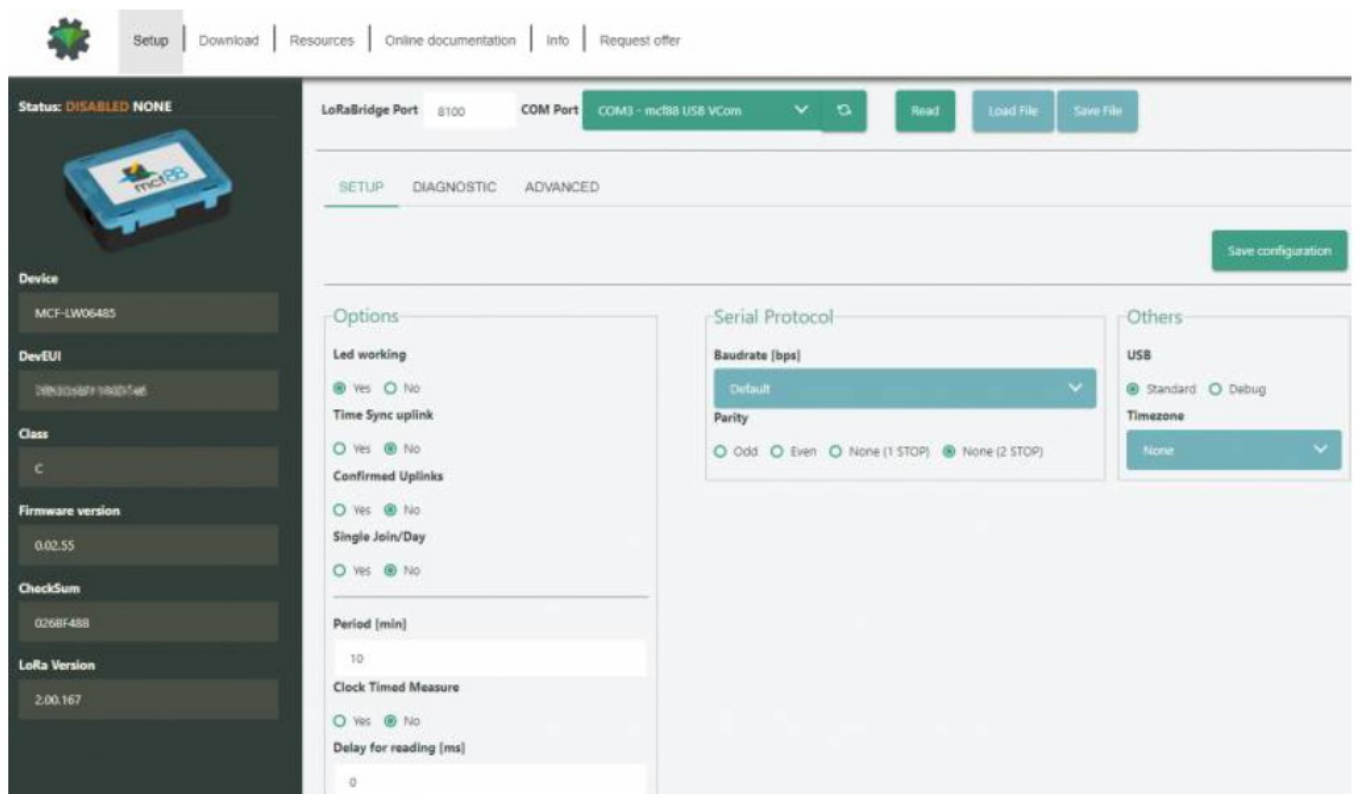 Setup Download Resources Online documentation Info Request offer
Status: DISABLED NONE
mcf88
Device
MCF-LW06485
DevEUI
Class
C
Firmware version
0.02.55
CheckSum
026BF48B
LoRa Version
2.00.167
LoRaBridge Port 8100 COM Port COM3 - mcf88 USB VCom Read Load File Save File
SETUP DIAGNOSTIC ADVANCED
Save configuration
Options
Led working
Yes No
Time Sync uplink
Yes No
Confirmed Uplinks
Yes No
Single Join/Day
Yes No
Period [min]
10
Clock Timed Measure
Yes No
Delay for reading [ms]
0
Serial Protocol
Baudrate [bps]
Default
Parity
Odd Even None (1 STOP) None (2 STOP)
Others
USB
Standard Debug
Timezone
None